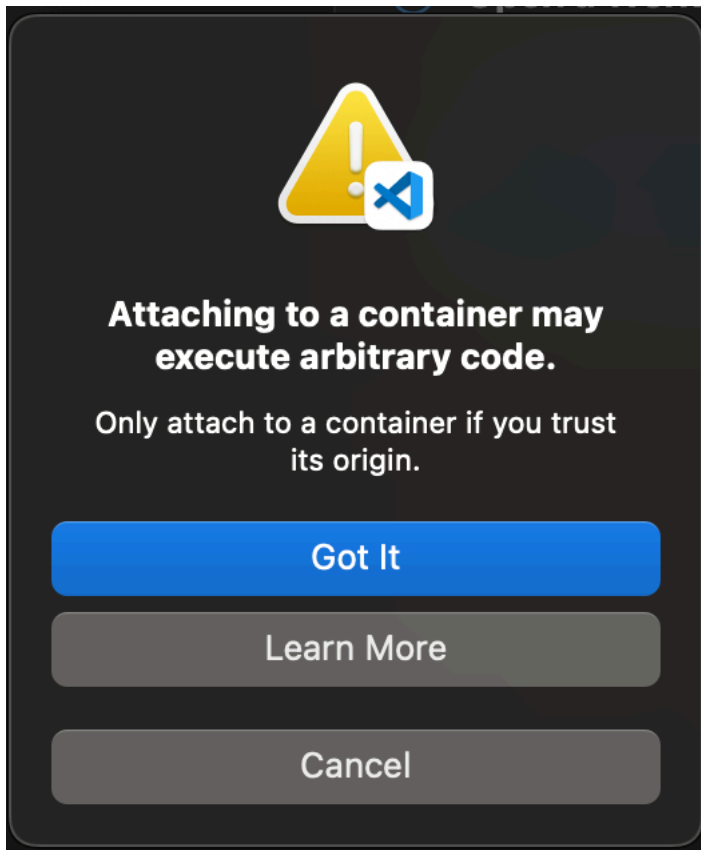 Attaching to a container may
execute arbitrary code.
Only attach to a container if you trust
its origin.
Got It
Learn More
Cancel